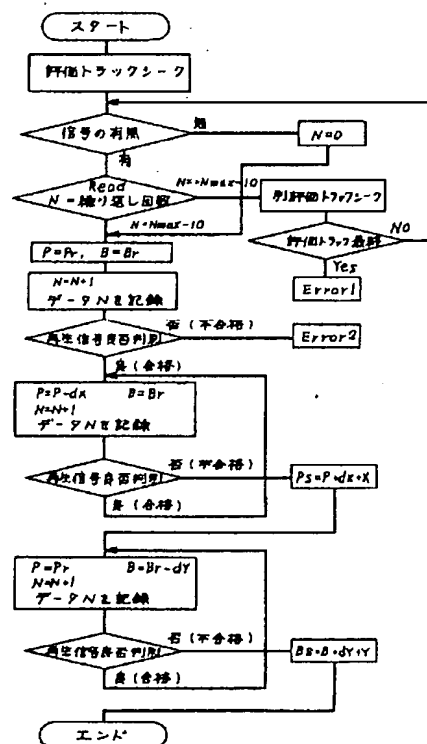 スタート
評価トラックシーク
信号の有無
無
N=0
有
Read
N=繰り返し回数
N>=Nmax-10
別評価トラックシーク
N<Nmax-10
評価トラック最終
NO
Yes
Error1
P=Pr, B=Br
N=N+1
データNを記録
再生信号良否判別
否(不合格)
Error2
良(合格)
P=P-dx B=Br
N=N+1
データNを記録
再生信号良否判別
否(不合格)
Ps=P+dx+X
良(合格)
P=Pr B=Br-dY
N=N+1
データNを記録
再生信号良否判別
否(不合格)
Bs=B+dY+Y
良(合格)
エンド